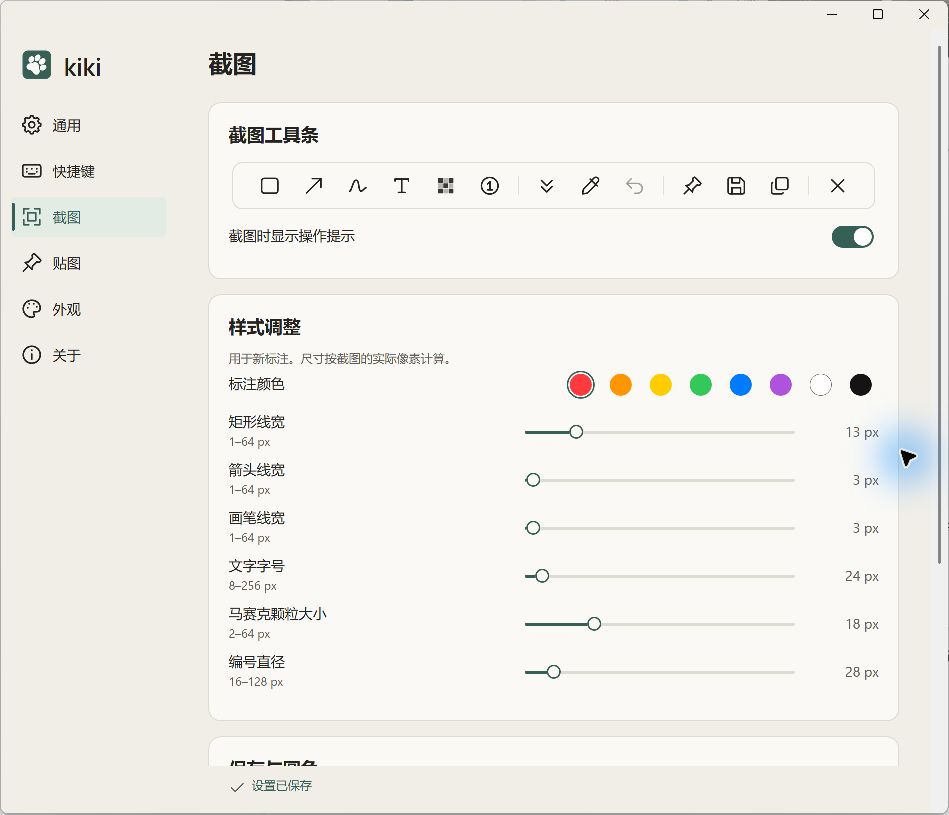 kiki
通用
快捷键
截图
贴图
外观
关于
截图
截图工具条
截图时显示操作提示
样式调整
用于新标注。尺寸按截图的实际像素计算。
标注颜色
矩形线宽
1–64 px
13 px
箭头线宽
1–64 px
3 px
画笔线宽
1–64 px
3 px
文字字号
8–256 px
24 px
马赛克颗粒大小
2–64 px
18 px
编号直径
16–128 px
28 px
设置已保存